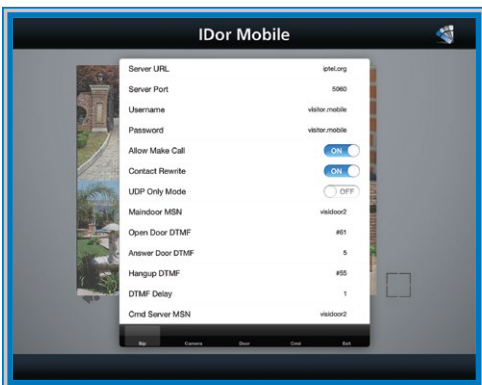 IDor Mobile
Server URL iptel.org
Server Port 5060
Username visitor.mobile
Password visitor.mobile
Allow Make Call ON
Contact Rewrite ON
UDP Only Mode OFF
Maindoor MSN visidoor2
Open Door DTMF #61
Answer Door DTMF 5
Hangup DTMF #55
DTMF Delay 1
Cmd Server MSN visidoor2
Sip Camera Door Cmd Exit